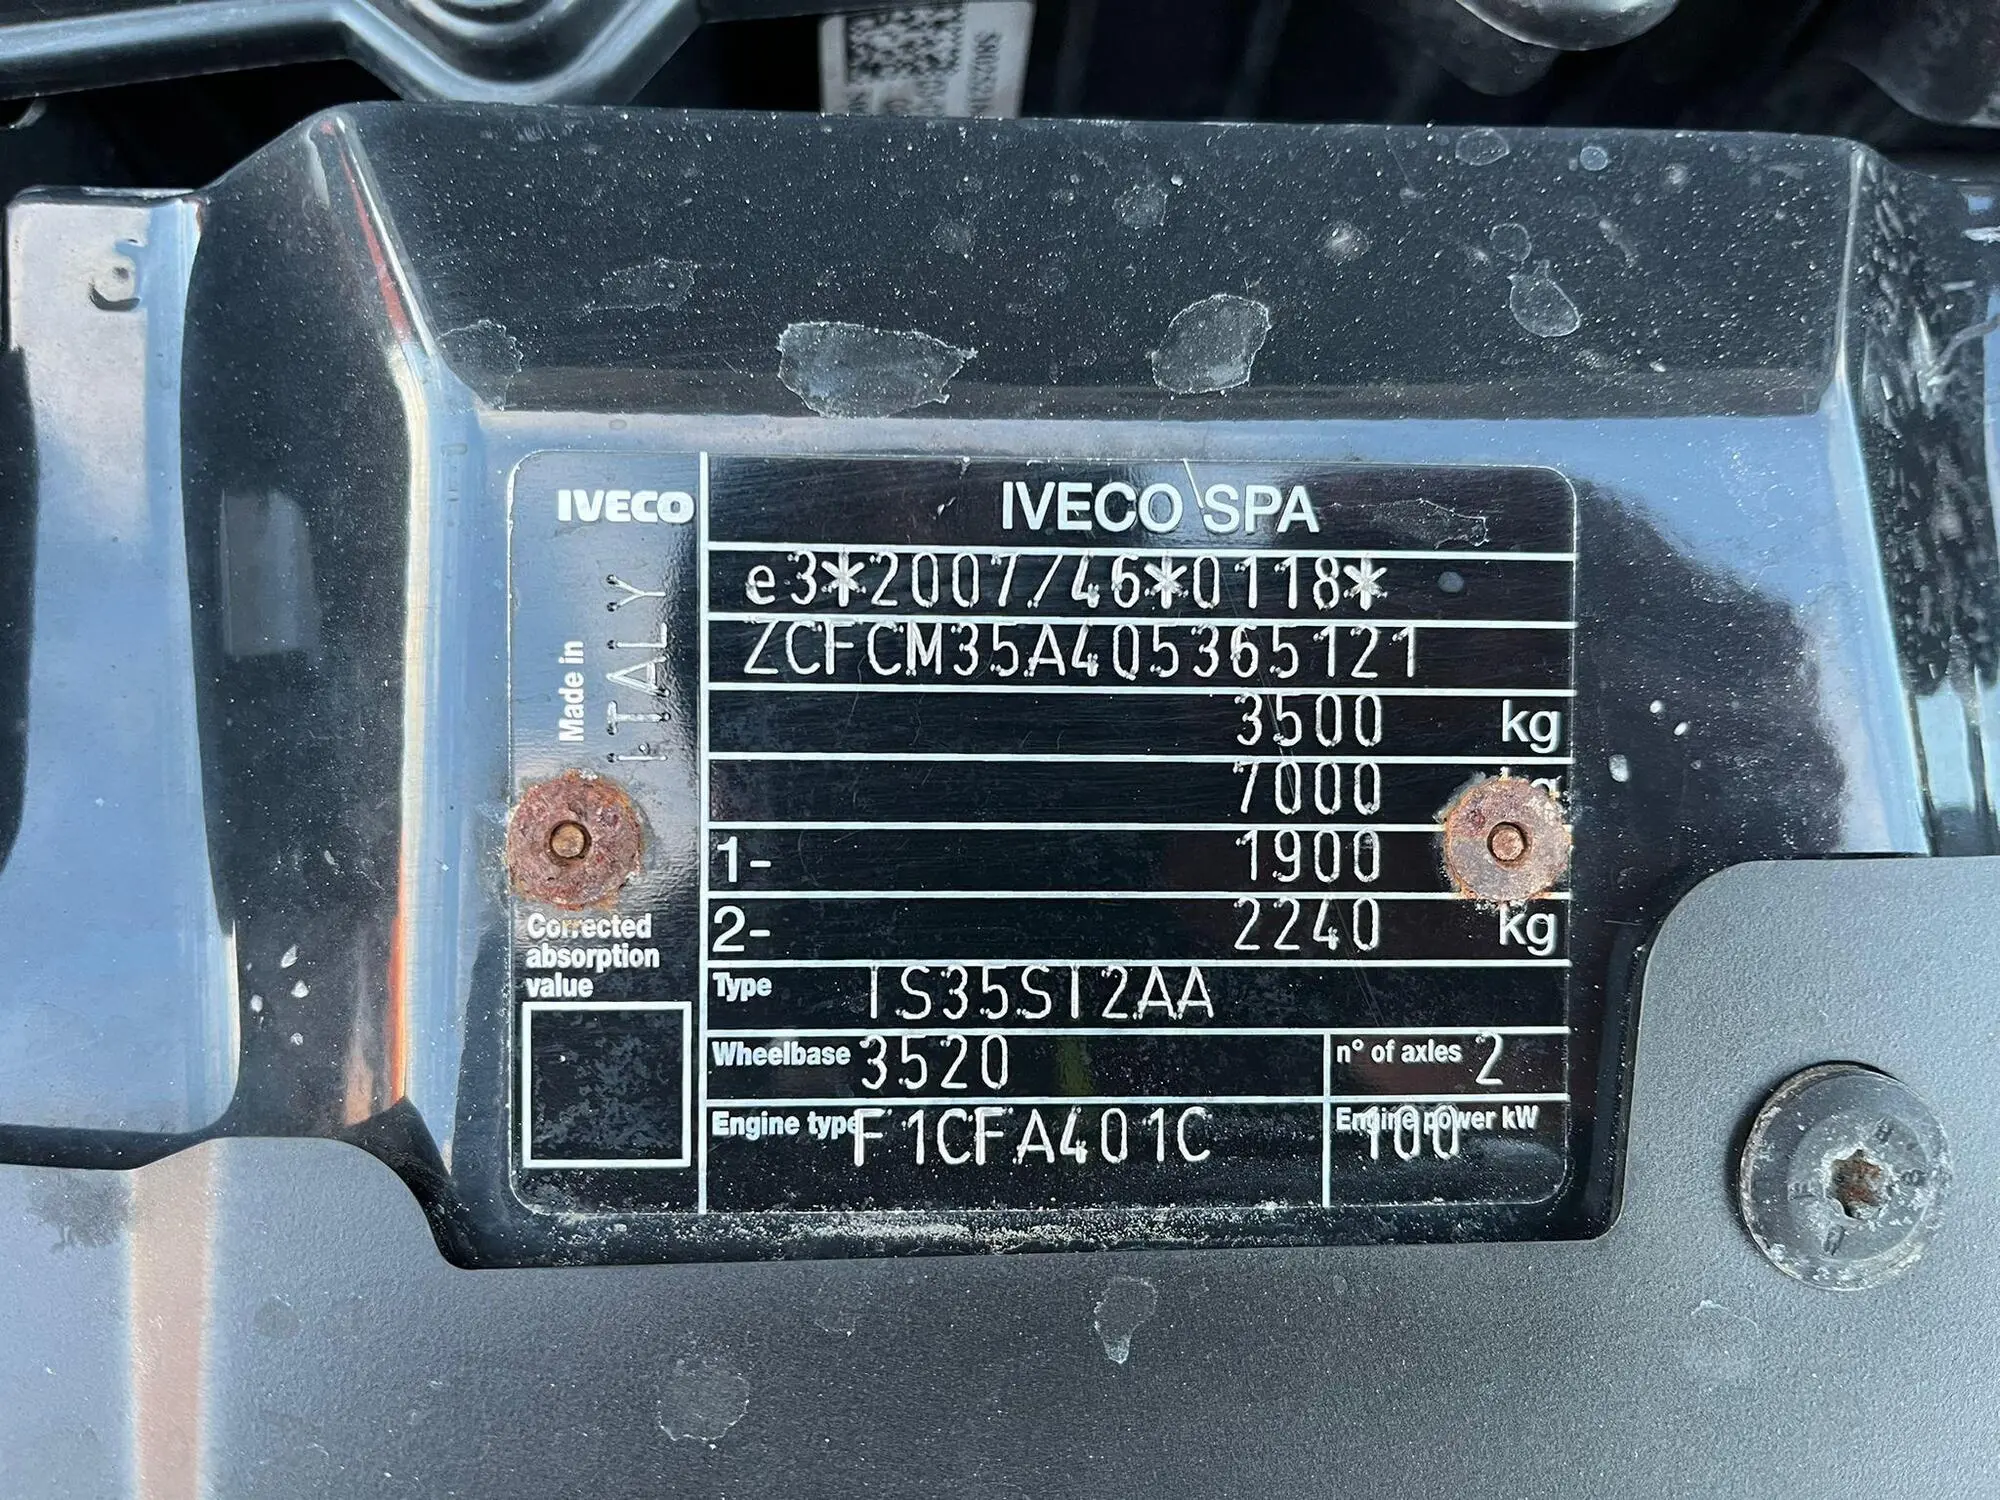 IVECO
IVECO SPA
Made in
ITALY
e3*2007/46*0118*
ZCFCM35A405365121
3500 kg
7000
1- 1900
2- 2240 kg
Corrected
absorption
value
Type IS35SI2AA
Wheelbase 3520
n° of axles 2
Engine type F1CFA401C
Engine power kW 100